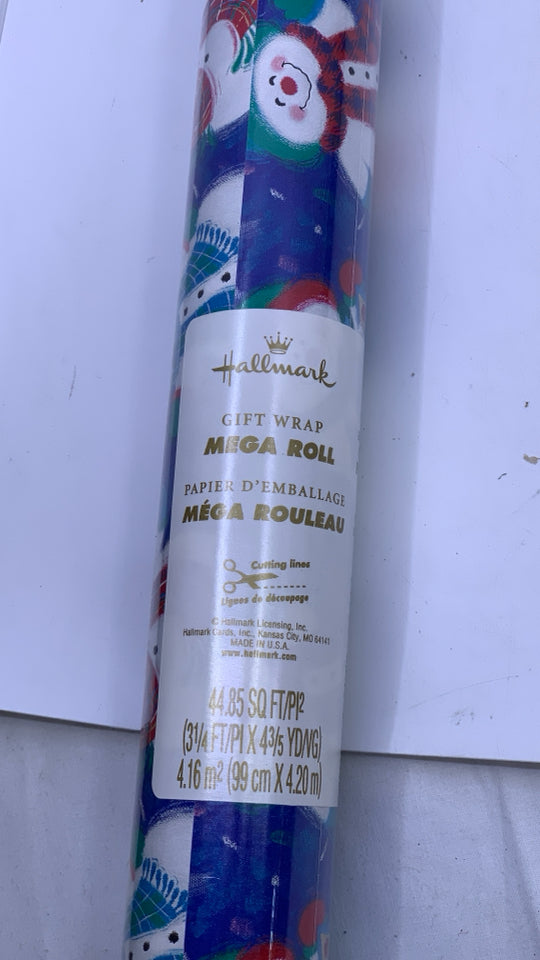 Hallmark
GIFT WRAP
MEGA ROLL
PAPIER D'EMBALLAGE
MÉGA ROULEAU
Cutting lines
Lignes de découpage
© Hallmark Licensing, Inc.
Hallmark Cards, Inc., Kansas City, MO 64141
MADE IN U.S.A.
www.hallmark.com
44.85 SQ FT/PI²
(3 1/4 FT/PI X 4 3/5 YD/VG)
4.16 m² (99 cm X 4.20 m)